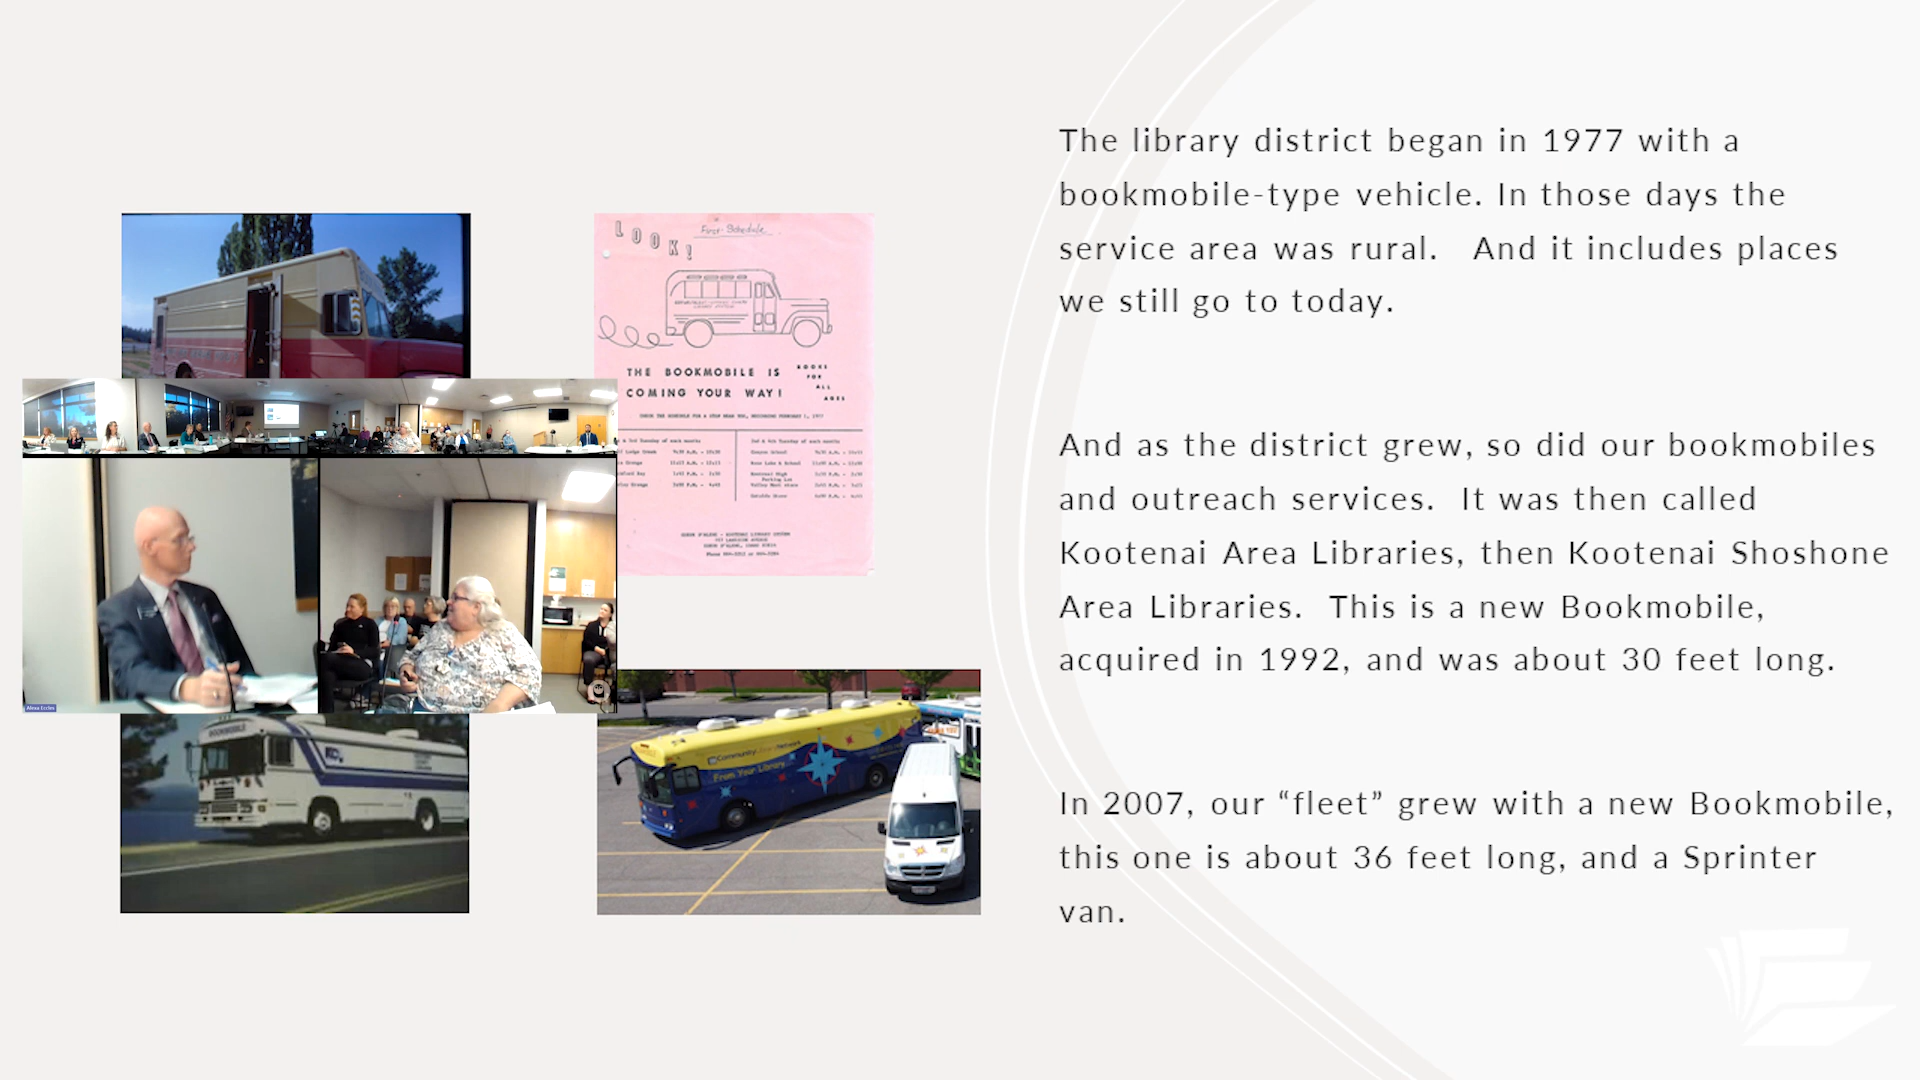 The library district began in 1977 with a
bookmobile-type vehicle. In those days the
service area was rural. And it includes places
we still go to today.
And as the district grew, so did our bookmobiles
and outreach services. It was then called
Kootenai Area Libraries, then Kootenai Shoshone
Area Libraries. This is a new Bookmobile,
acquired in 1992, and was about 30 feet long.
In 2007, our “fleet” grew with a new Bookmobile,
this one is about 36 feet long, and a Sprinter
van.
LOOK!
First Schedule
THE BOOKMOBILE IS
COMING YOUR WAY!
BOOKS
FOR
ALL
AGES
Alexa Eccles
BOOKMOBILE
Community Library Network
From Your Library